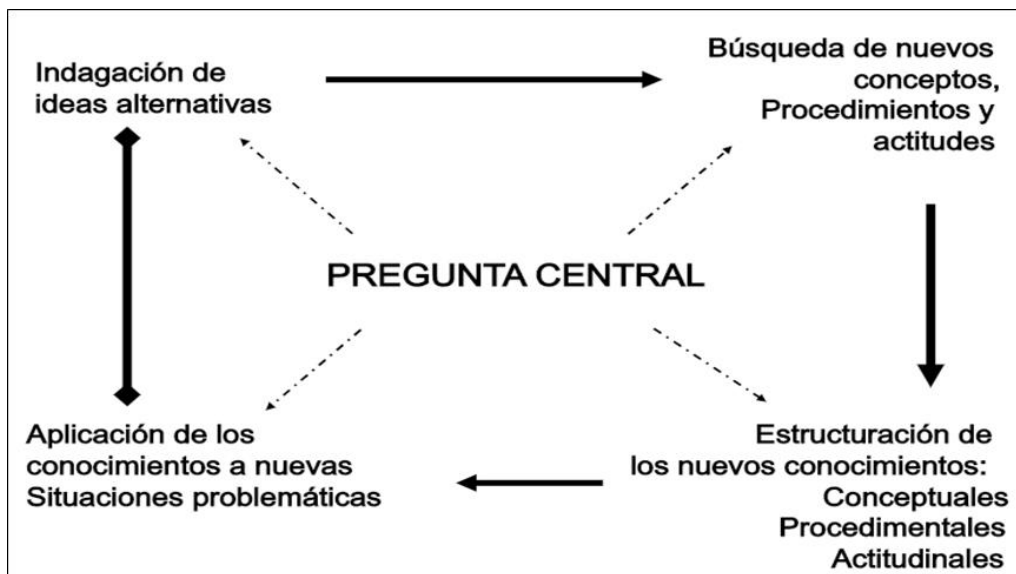 Indagación de
ideas alternativas
Búsqueda de nuevos
conceptos,
Procedimientos y
actitudes
PREGUNTA CENTRAL
Aplicación de los
conocimientos a nuevas
Situaciones problemáticas
Estructuración de
los nuevos conocimientos:
Conceptuales
Procedimentales
Actitudinales